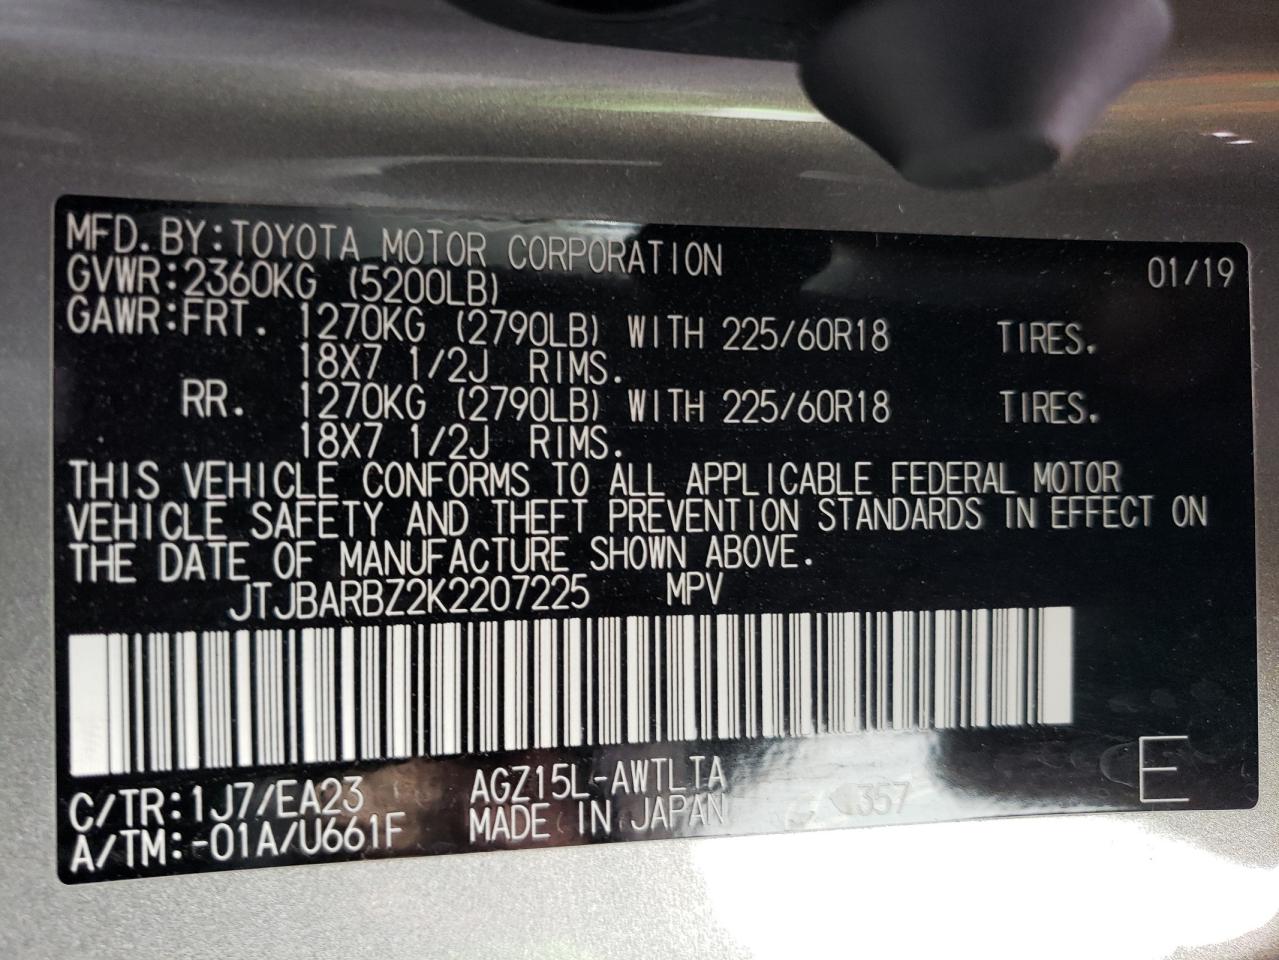 MFD. BY: TOYOTA MOTOR CORPORATION 01/19
GVWR: 2360KG (5200LB)
GAWR: FRT. 1270KG (2790LB) WITH 225/60R18 TIRES.
18X7 1/2J RIMS.
RR. 1270KG (2790LB) WITH 225/60R18 TIRES.
18X7 1/2J RIMS.
THIS VEHICLE CONFORMS TO ALL APPLICABLE FEDERAL MOTOR
VEHICLE SAFETY AND THEFT PREVENTION STANDARDS IN EFFECT ON
THE DATE OF MANUFACTURE SHOWN ABOVE.
JTJBARBZ2K2207225 MPV
C/TR: 1J7/EA23 AGZ15L-AWTLTA E
A/TM: -01A/U661F MADE IN JAPAN 357